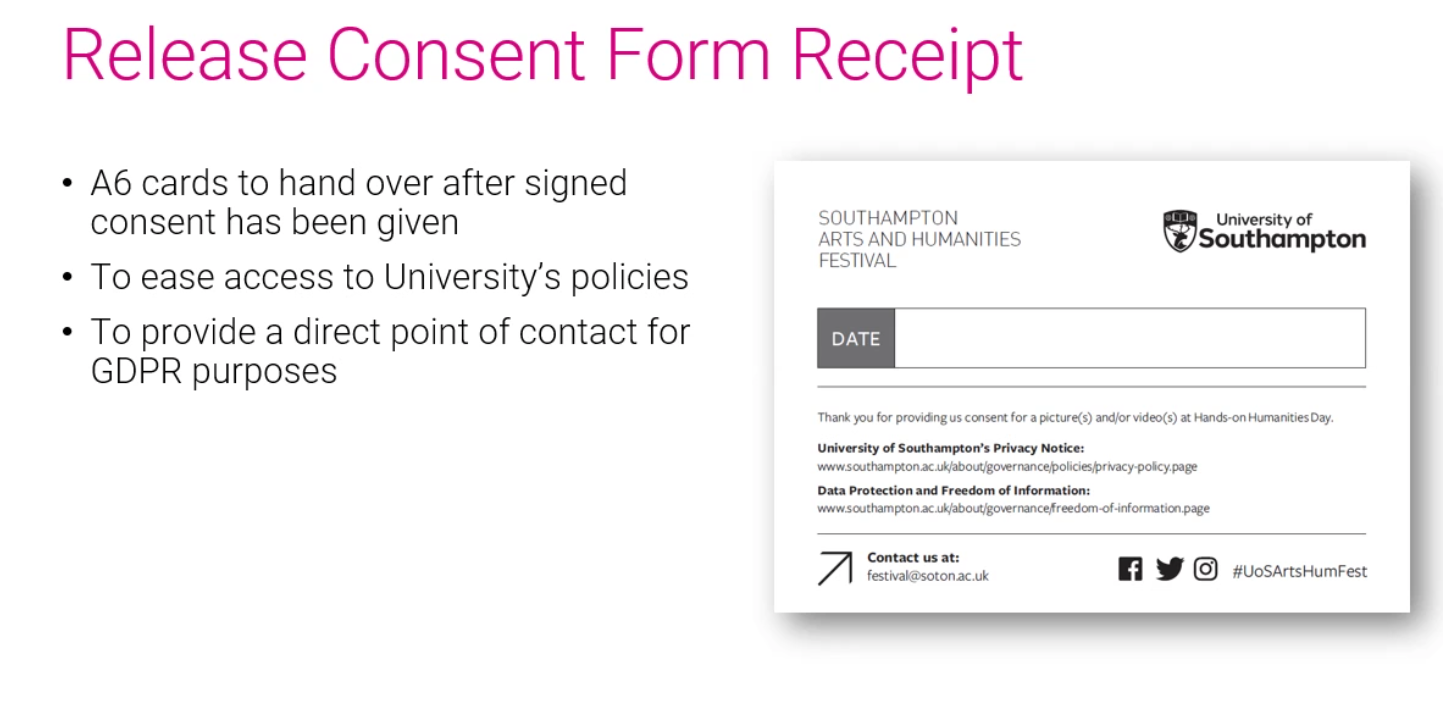 Release Consent Form Receipt
• A6 cards to hand over after signed
consent has been given
• To ease access to University’s policies
• To provide a direct point of contact for
GDPR purposes
SOUTHAMPTON
ARTS AND HUMANITIES
FESTIVAL
University of
Southampton
DATE
Thank you for providing us consent for a picture(s) and/or video(s) at Hands-on Humanities Day.
University of Southampton’s Privacy Notice:
www.southampton.ac.uk/about/governance/policies/privacy-policy.page
Data Protection and Freedom of Information:
www.southampton.ac.uk/about/governance/freedom-of-information.page
Contact us at:
festival@soton.ac.uk
#UoSArtsHumFest